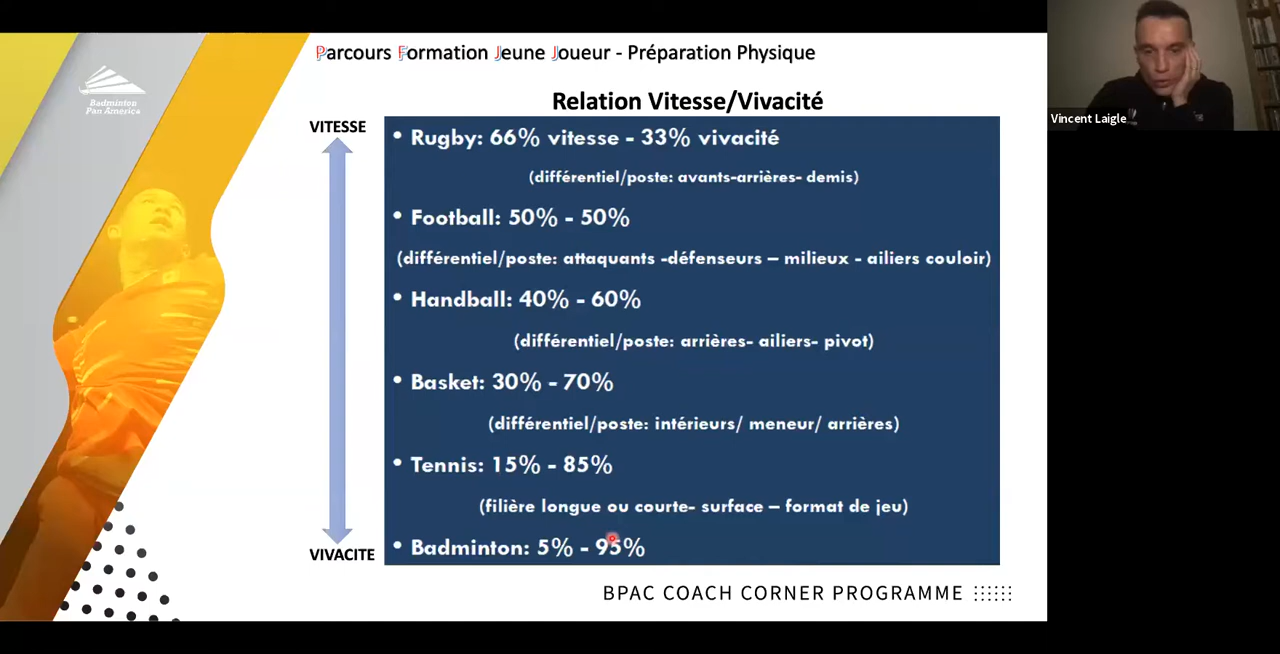 Parcours Formation Jeune Joueur - Préparation Physique
Badminton
Pan America
Relation Vitesse/Vivacité
VITESSE
• Rugby: 66% vitesse - 33% vivacité
(différentiel/poste: avants-arrières- demis)
• Football: 50% - 50%
(différentiel/poste: attaquants -défenseurs – milieux - ailiers couloir)
• Handball: 40% - 60%
(différentiel/poste: arrières- ailiers- pivot)
• Basket: 30% - 70%
(différentiel/poste: intérieurs/ meneur/ arrières)
• Tennis: 15% - 85%
(filière longue ou courte- surface – format de jeu)
• Badminton: 5% - 95%
VIVACITE
BPAC COACH CORNER PROGRAMME
Vincent Laigle